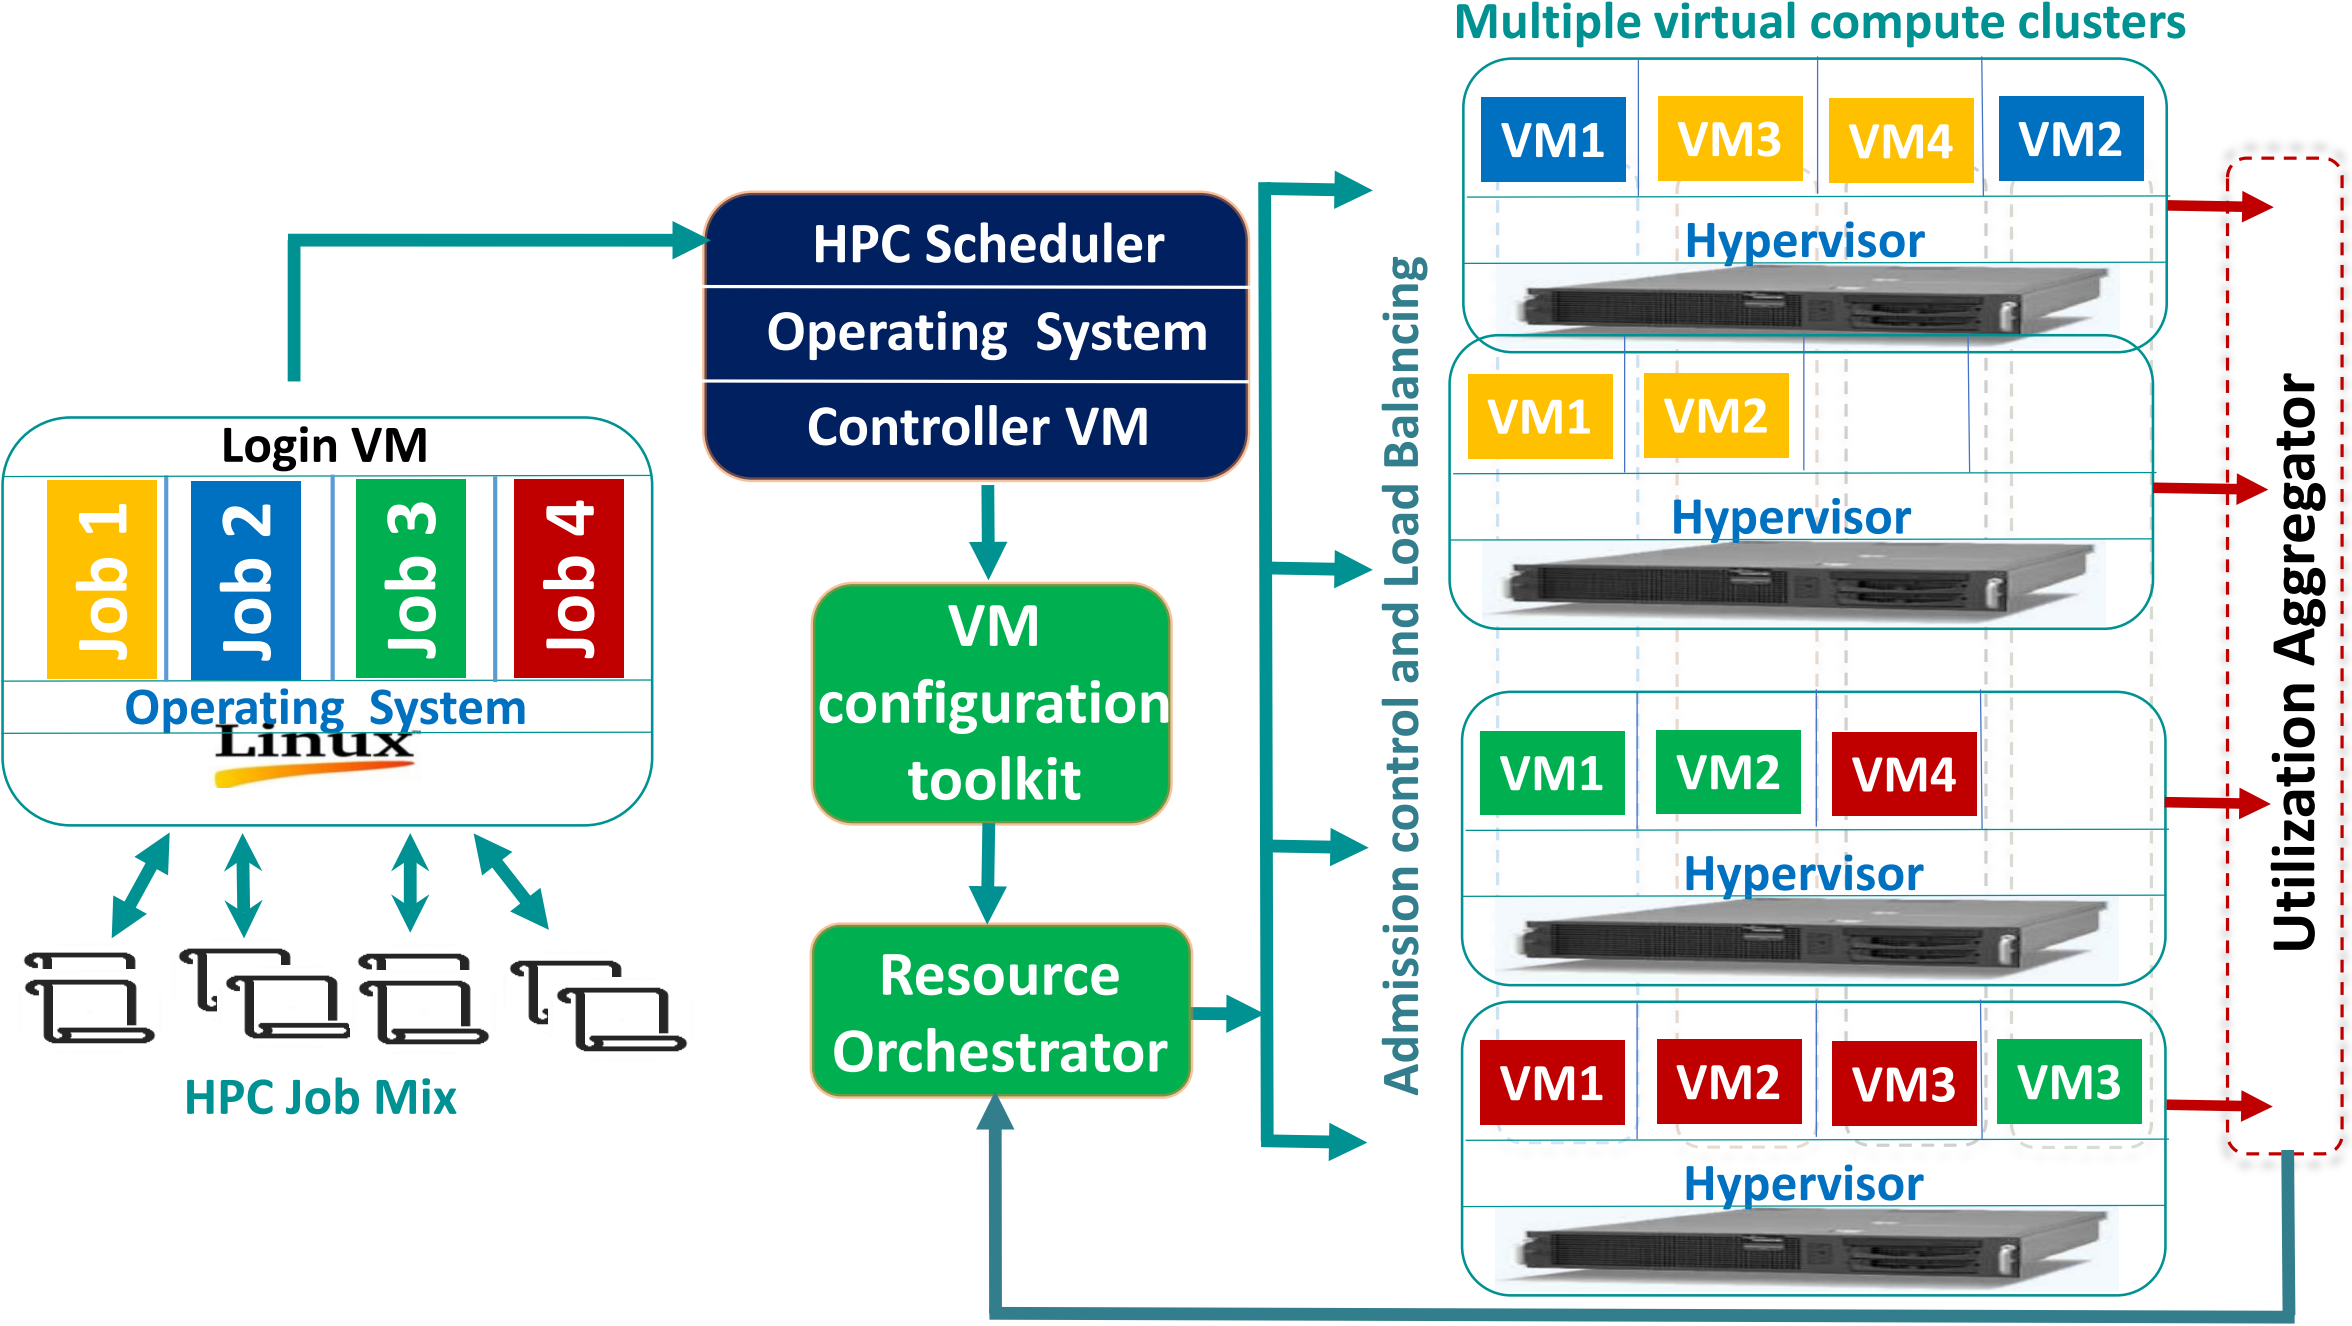 Multiple virtual compute clusters
VM1
VM3
VM4
VM2
Hypervisor
VM1
VM2
Hypervisor
VM1
VM2
VM4
Hypervisor
VM1
VM2
VM3
VM3
Hypervisor
HPC Scheduler
Operating System
Controller VM
VM
configuration
toolkit
Resource
Orchestrator
Login VM
Job 1
Job 2
Job 3
Job 4
Operating System
Linux
HPC Job Mix
Admission control and Load Balancing
Utilization Aggregator